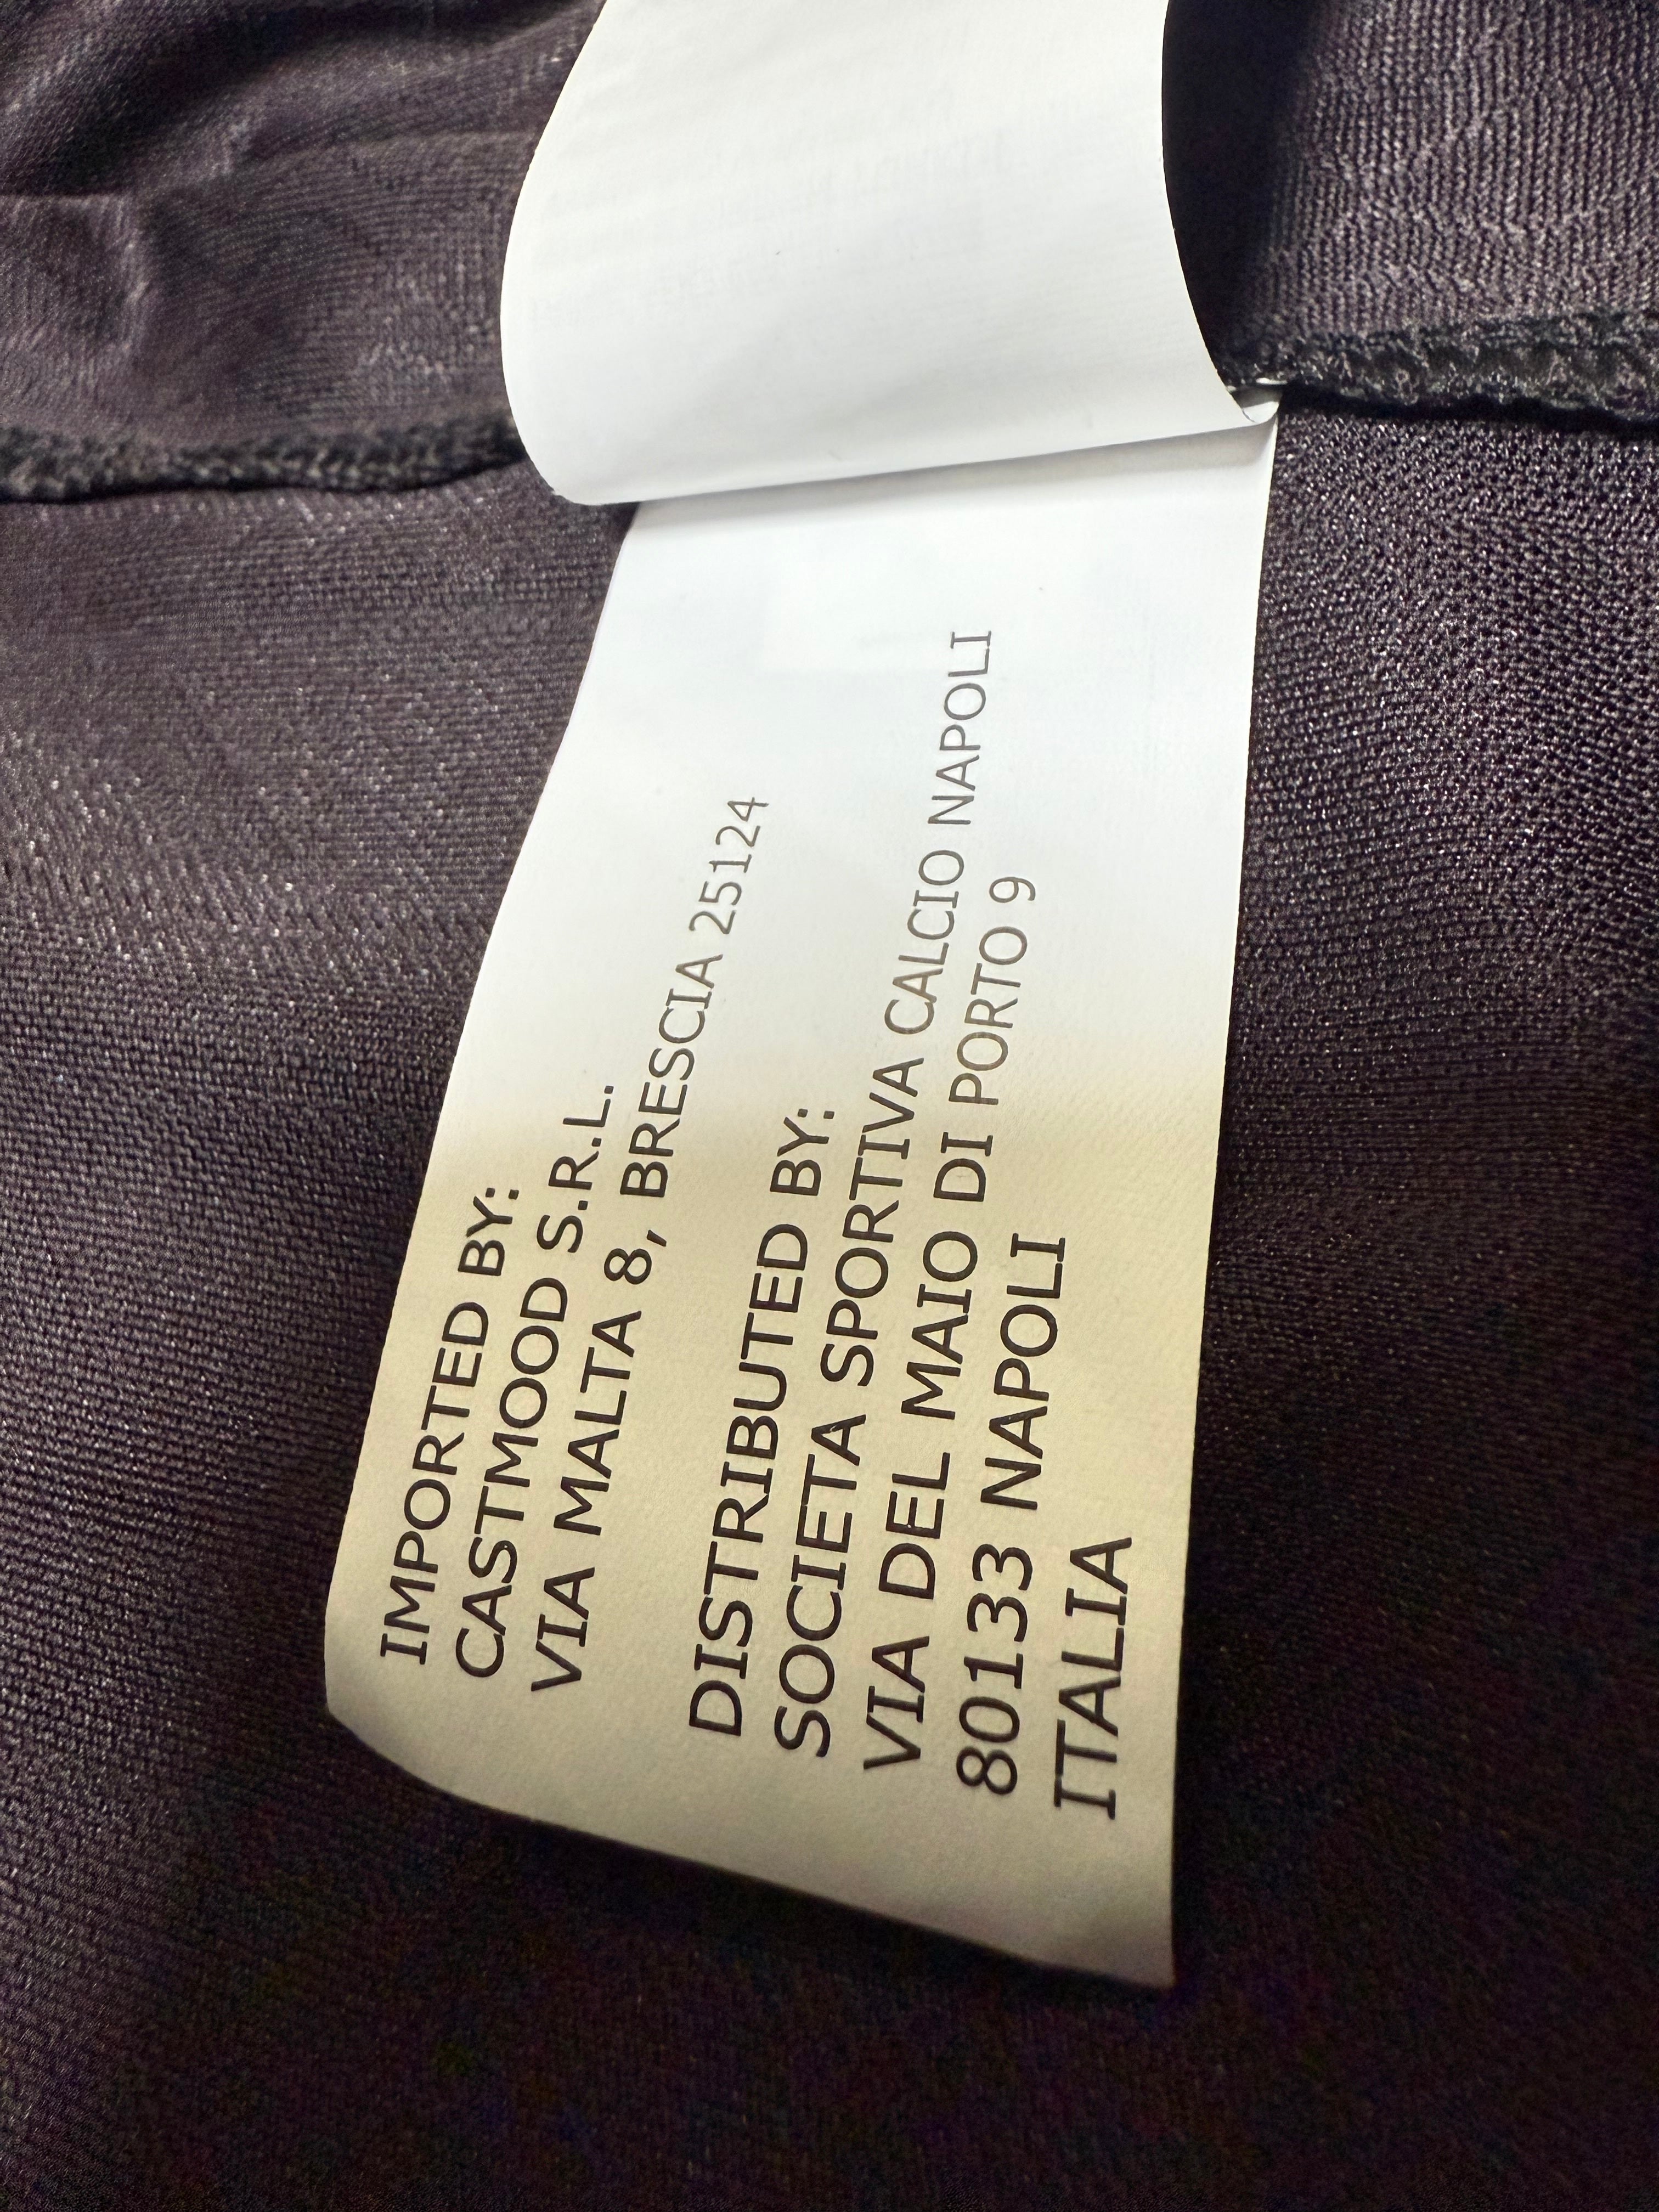 IMPORTED BY:
CASTMOOD S.R.L.
VIA MALTA 8, BRESCIA 25124
DISTRIBUTED BY:
SOCIETA SPORTIVA CALCIO NAPOLI
VIA DEL MAIO DI PORTO 9
80133 NAPOLI
ITALIA